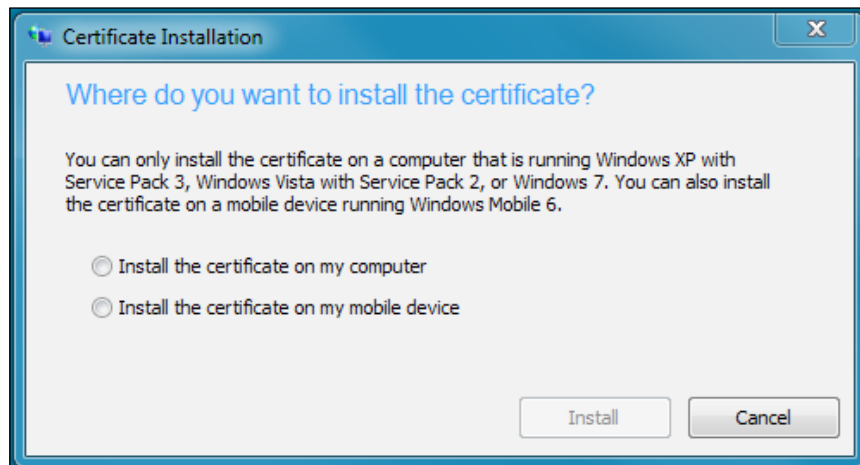 Certificate Installation
Where do you want to install the certificate?
You can only install the certificate on a computer that is running Windows XP with
Service Pack 3, Windows Vista with Service Pack 2, or Windows 7. You can also install
the certificate on a mobile device running Windows Mobile 6.
Install the certificate on my computer
Install the certificate on my mobile device
Install Cancel